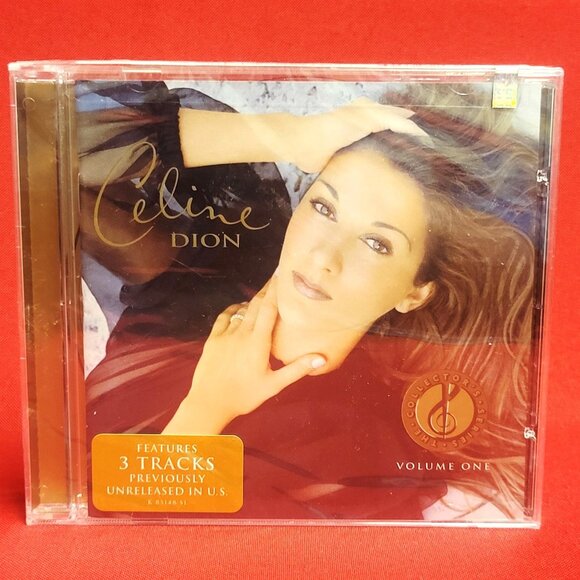 Celine
DION
THE • COLLECTOR'S • SERIES •
VOLUME ONE
FEATURES
3 TRACKS
PREVIOUSLY
UNRELEASED IN U.S.